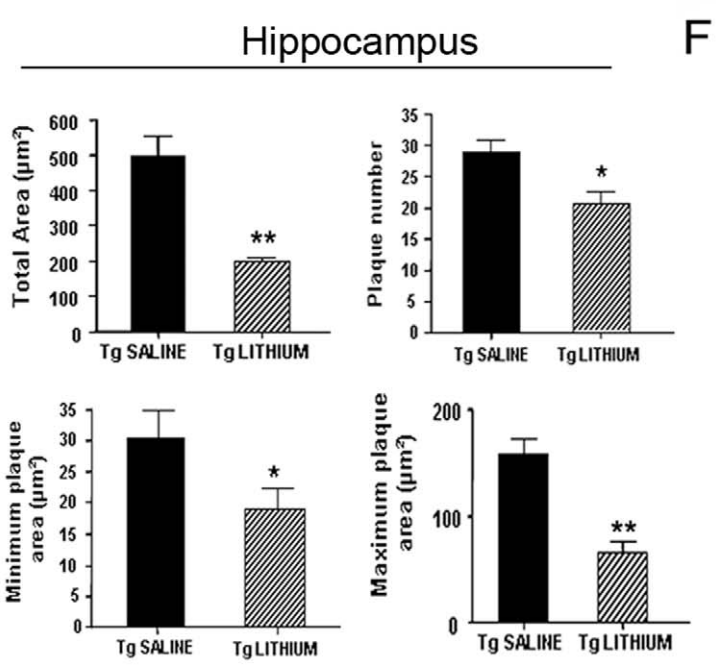 Hippocampus
F
Total Area (µm²)
600
500
400
300
200
100
0
**
Tg SALINE
Tg LITHIUM
Plaque number
35
30
25
20
15
10
5
0
*
Tg SALINE
Tg LITHIUM
Minimum plaque
area (µm²)
35
30
25
20
15
10
5
0
*
Tg SALINE
Tg LITHIUM
Maximum plaque
area (µm²)
200
100
0
**
Tg SALINE
Tg LITHIUM